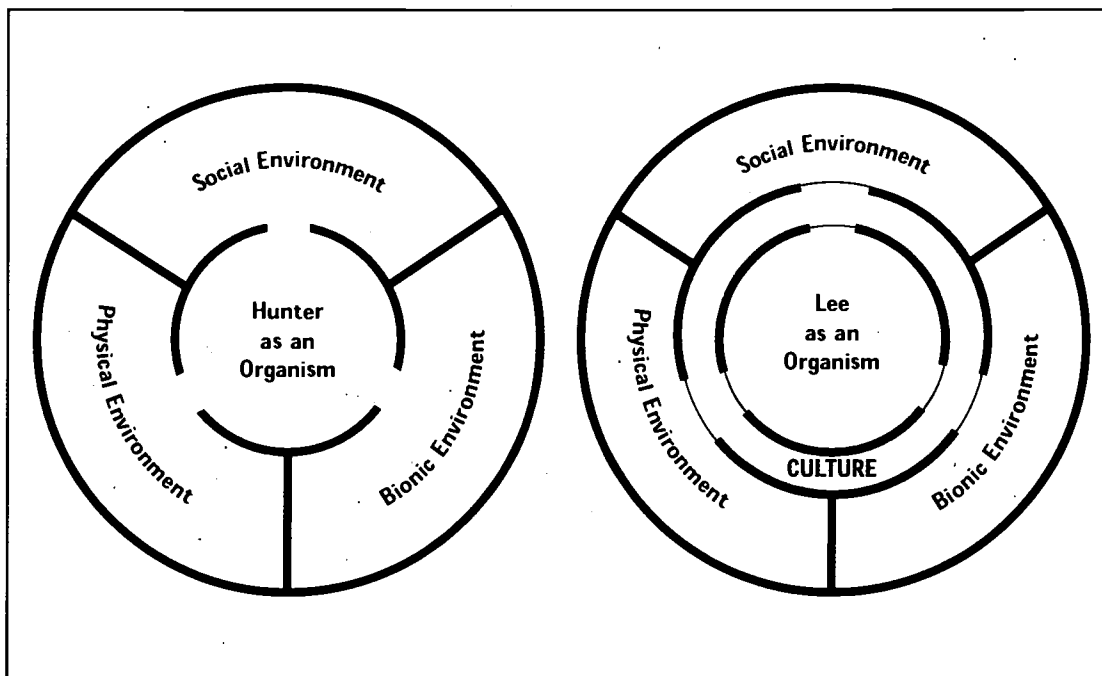 Social Environment
Physical Environment
Hunter
as an
Organism
Bionic Environment
Social Environment
Physical Environment
Lee
as an
Organism
CULTURE
Bionic Environment